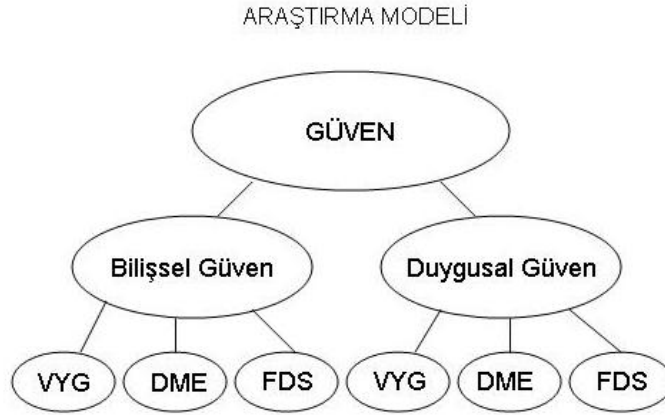 ARAŞTIRMA MODELİ
GÜVEN
Bilişsel Güven
Duygusal Güven
VYG
DME
FDS
VYG
DME
FDS